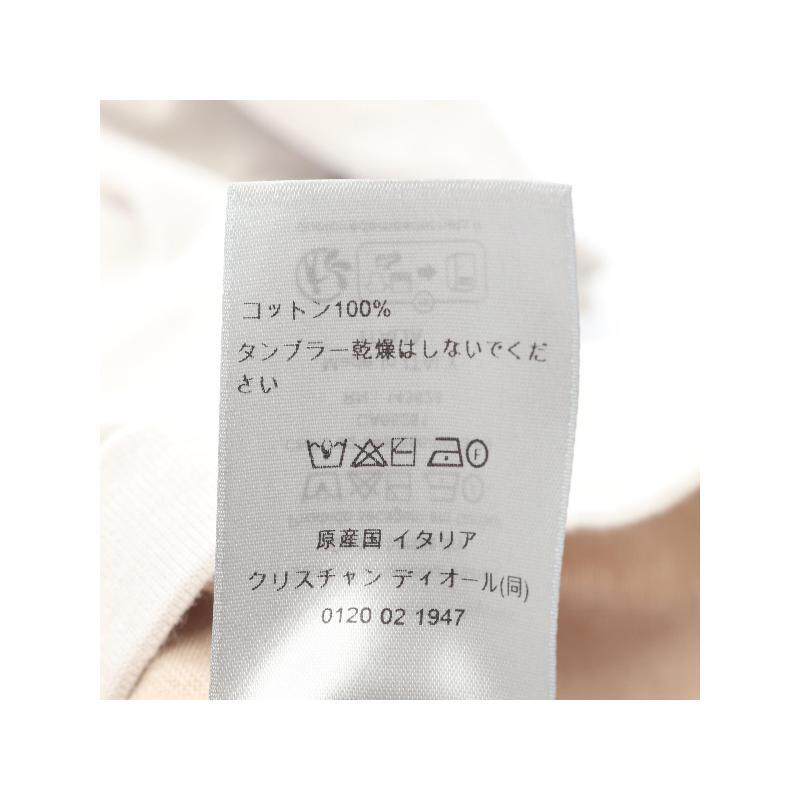 コットン100%
タンブラー乾燥はしないでくだ
さい
F
原産国 イタリア
クリスチャン ディオール(同)
0120 02 1947